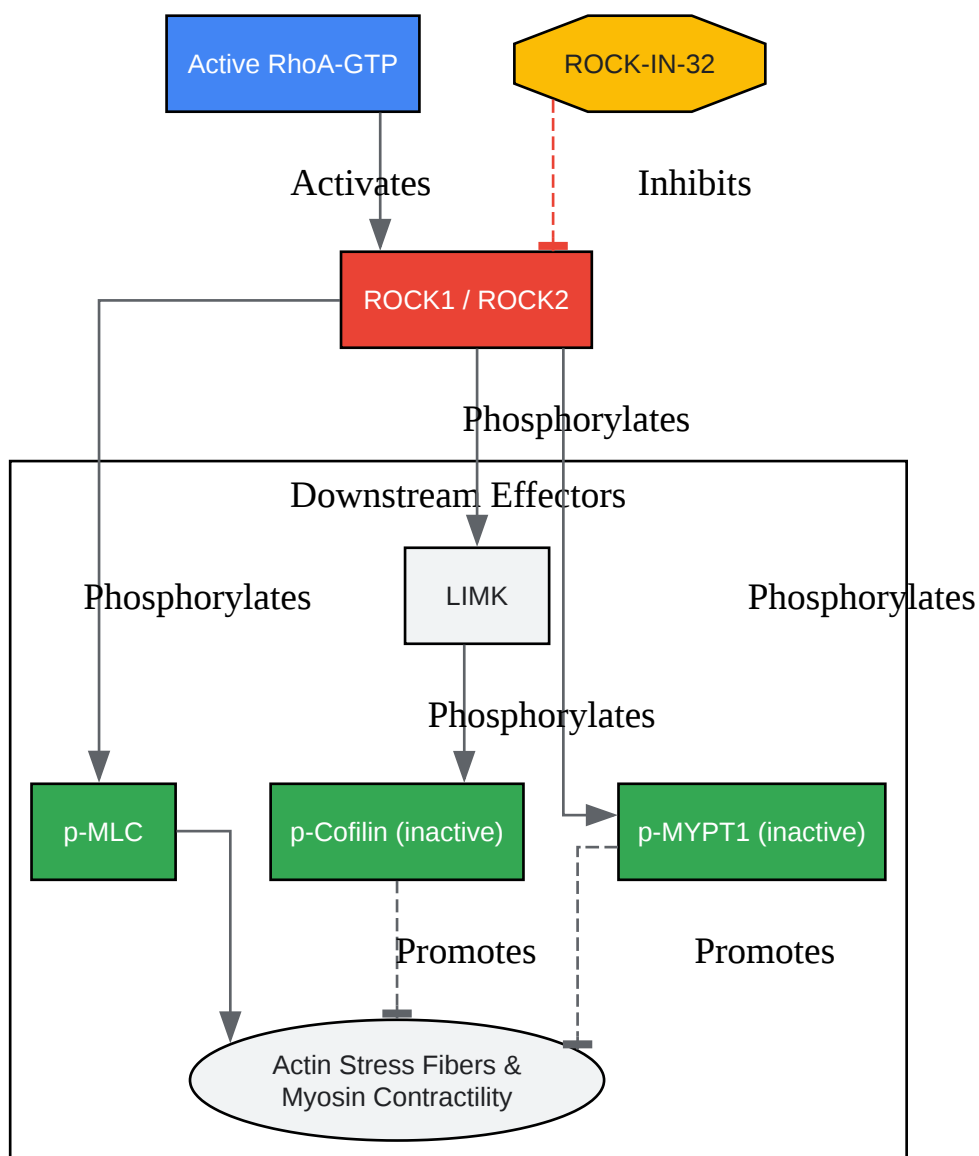 Active RhoA-GTP
ROCK-IN-32
Activates
Inhibits
ROCK1 / ROCK2
Phosphorylates
Downstream Effectors
LIMK
Phosphorylates
Phosphorylates
Phosphorylates
p-MLC
p-Cofilin (inactive)
p-MYPT1 (inactive)
Promotes
Promotes
Actin Stress Fibers &
Myosin Contractility